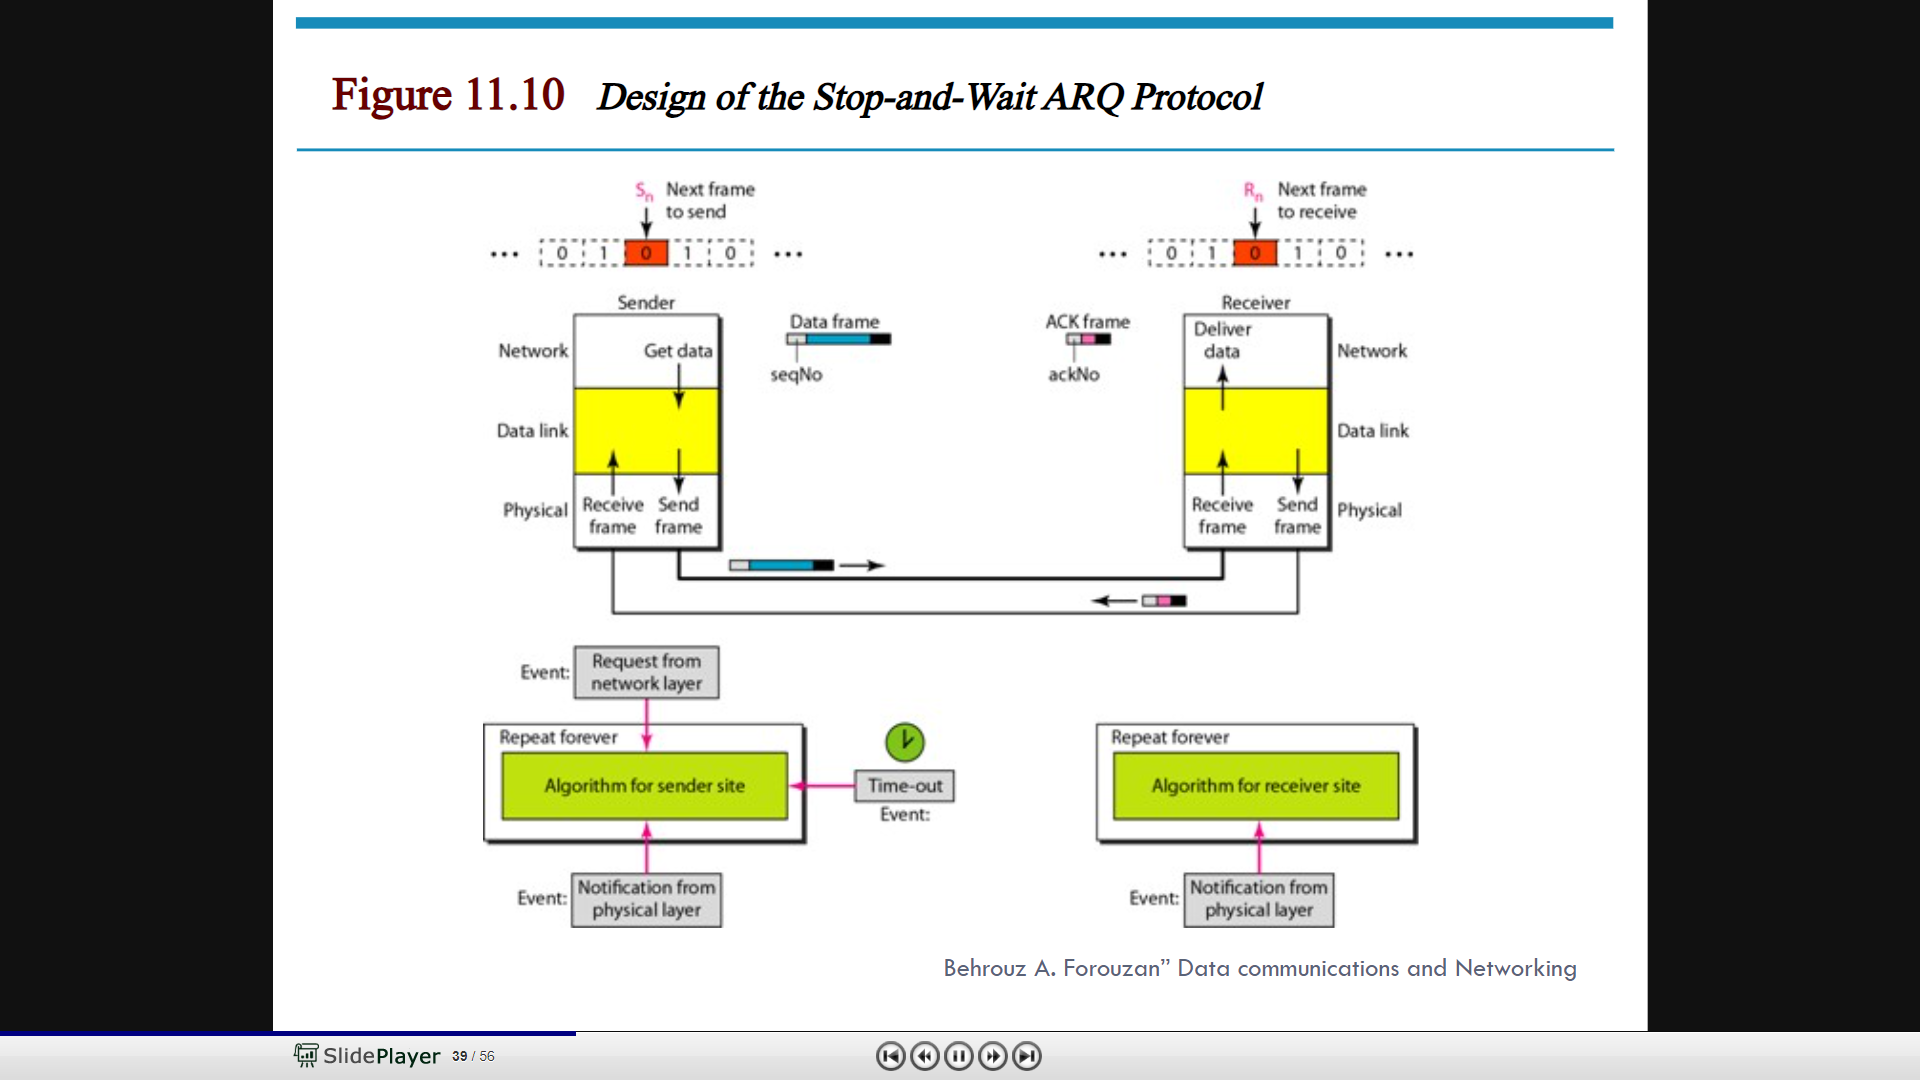 Figure 11.10 Design of the Stop-and-Wait ARQ Protocol
Sn Next frame
to send
... 0 1 0 1 0 ...
Rn Next frame
to receive
... 0 1 0 1 0 ...
Sender
Network
Get data
Data link
Physical
Receive
frame
Send
frame
Data frame
seqNo
ACK frame
ackNo
Receiver
Deliver
data
Network
Data link
Receive
frame
Send
frame
Physical
Event:
Request from
network layer
Repeat forever
Algorithm for sender site
Time-out
Event:
Event:
Notification from
physical layer
Repeat forever
Algorithm for receiver site
Event:
Notification from
physical layer
Behrouz A. Forouzan” Data communications and Networking
SlidePlayer 39 / 56